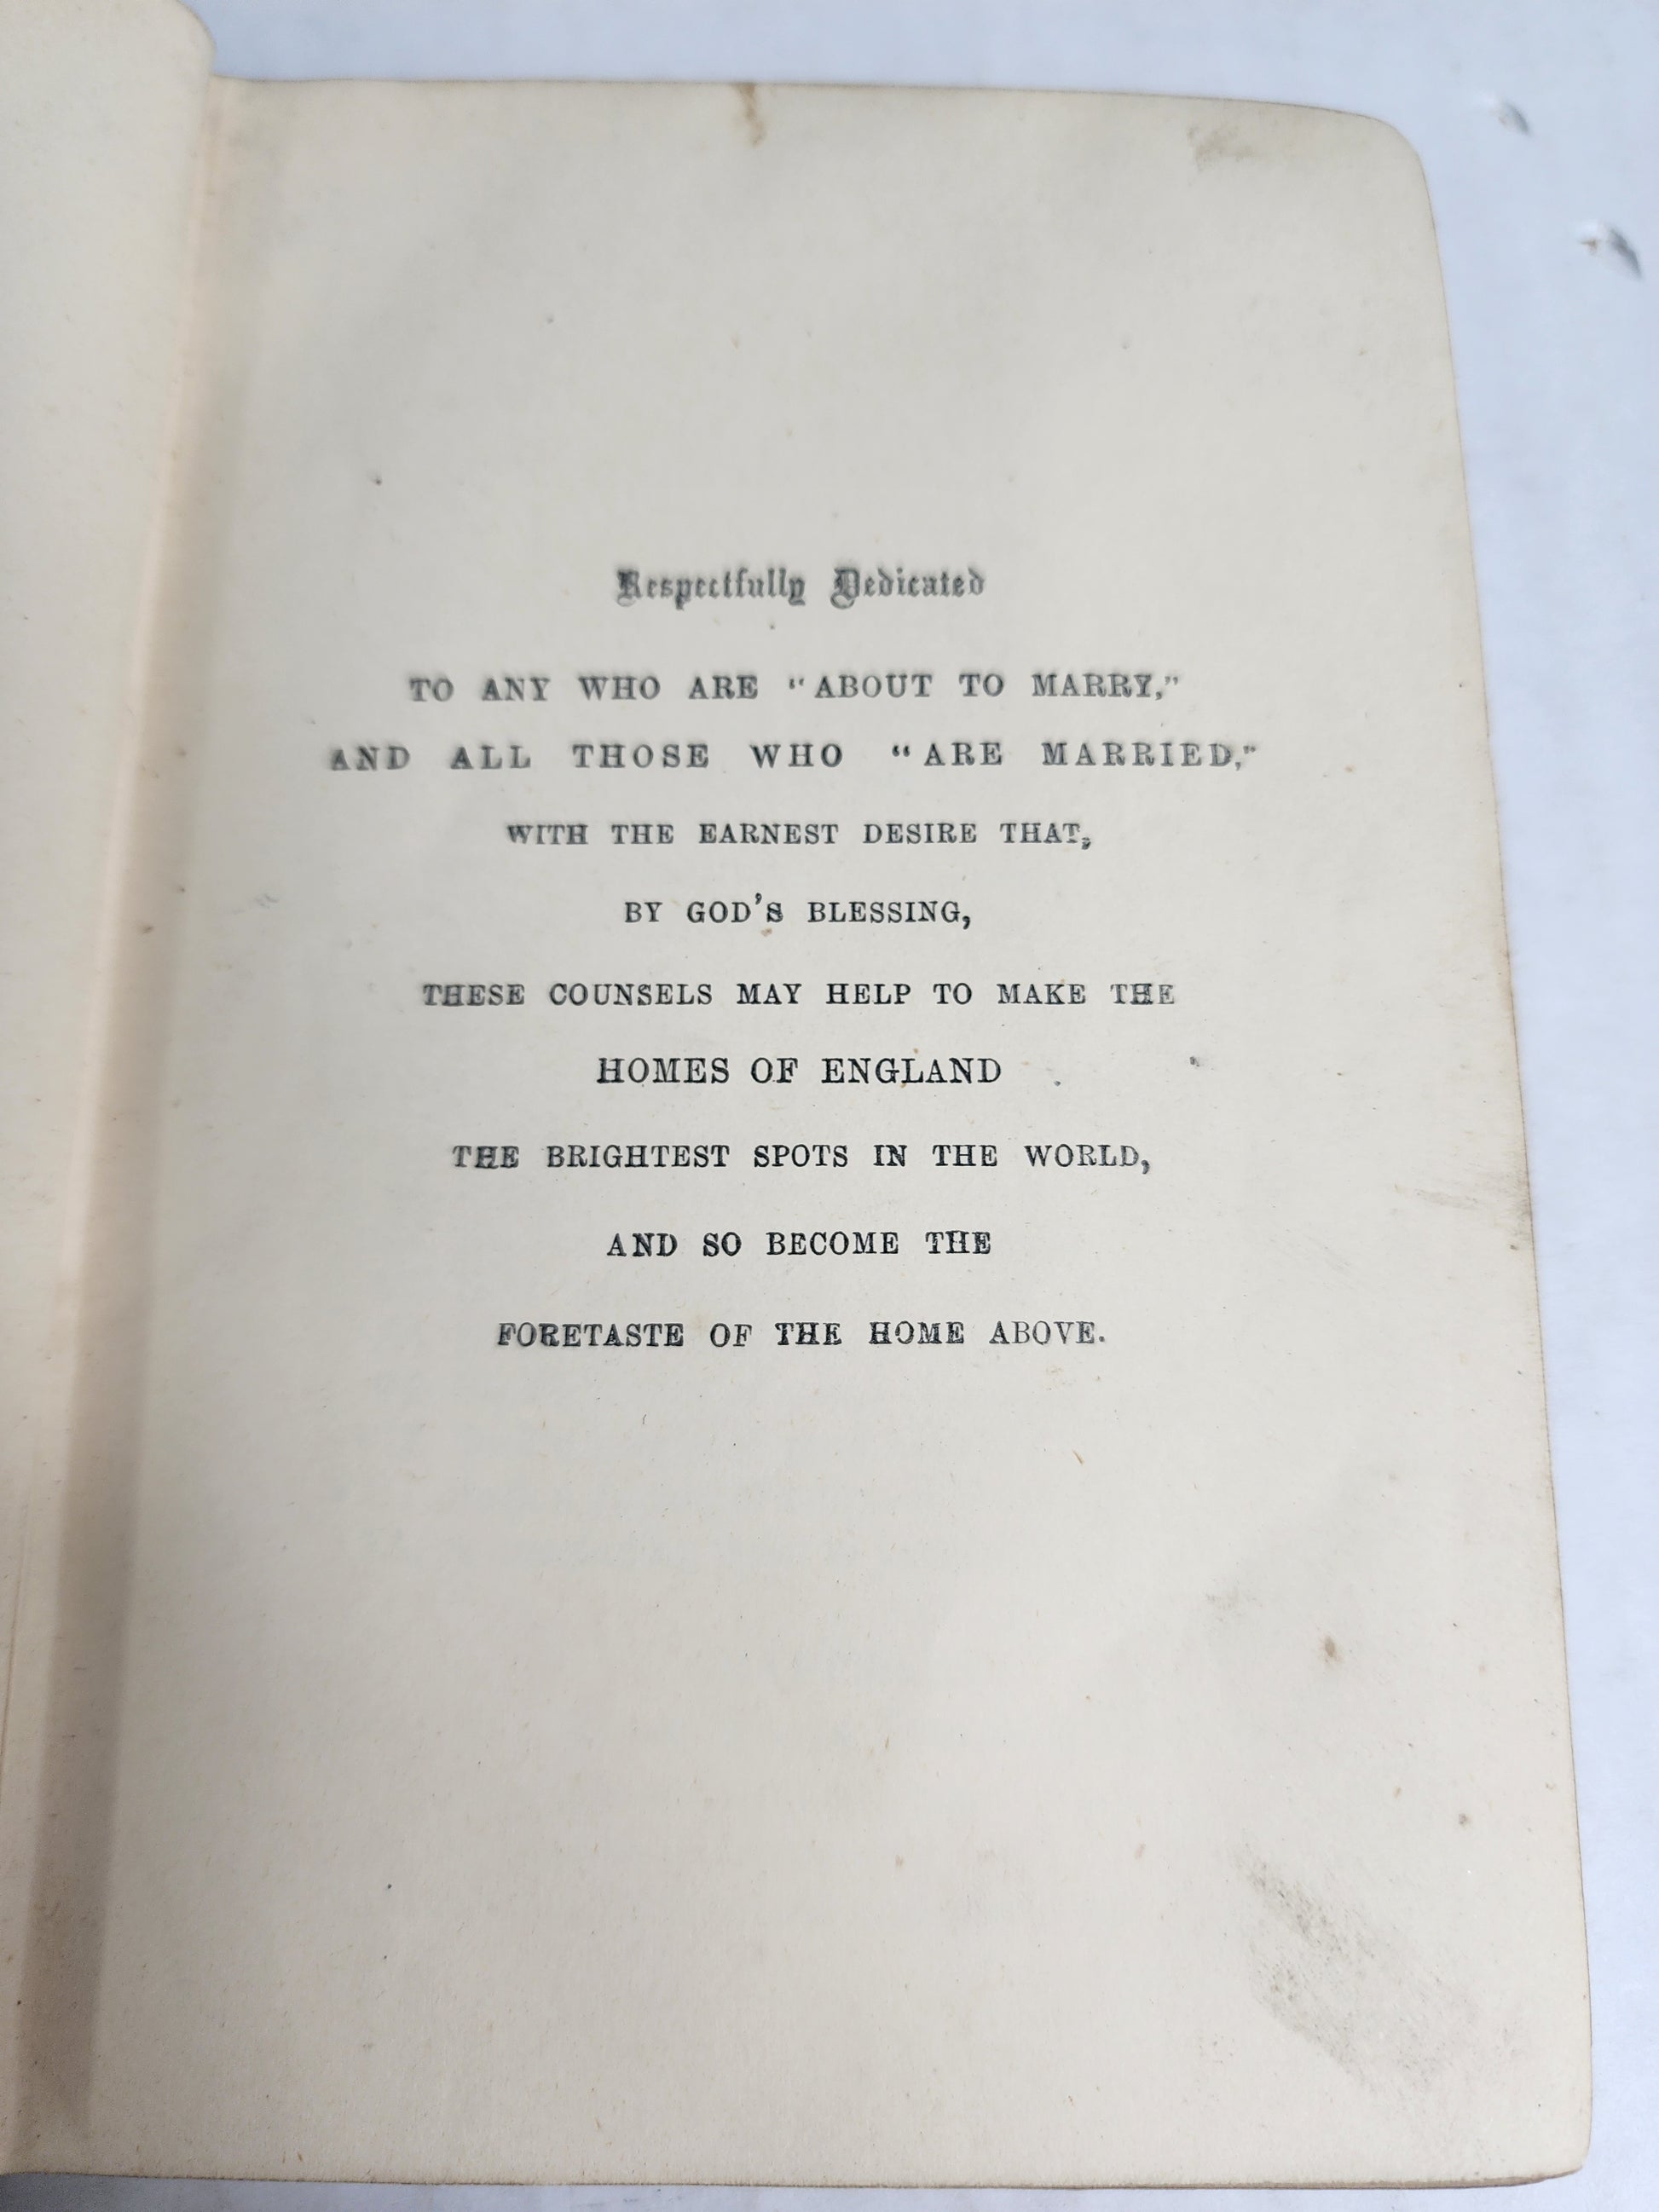 Respectfully Dedicated
TO ANY WHO ARE "ABOUT TO MARRY,"
AND ALL THOSE WHO "ARE MARRIED,"
WITH THE EARNEST DESIRE THAT,
BY GOD'S BLESSING,
THESE COUNSELS MAY HELP TO MAKE THE
HOMES OF ENGLAND
THE BRIGHTEST SPOTS IN THE WORLD,
AND SO BECOME THE
FORETASTE OF THE HOME ABOVE.